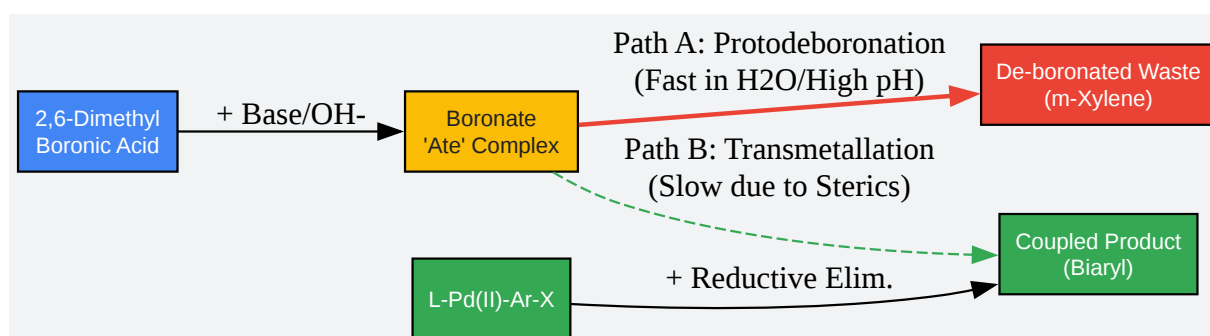 Path A: Protodeboronation
(Fast in H2O/High pH)
De-boronated Waste
(m-Xylene)
2,6-Dimethyl
Boronic Acid
+ Base/OH-
Boronate
'Ate' Complex
Path B: Transmetallation
(Slow due to Sterics)
Coupled Product
(Biaryl)
L-Pd(II)-Ar-X
+ Reductive Elim.